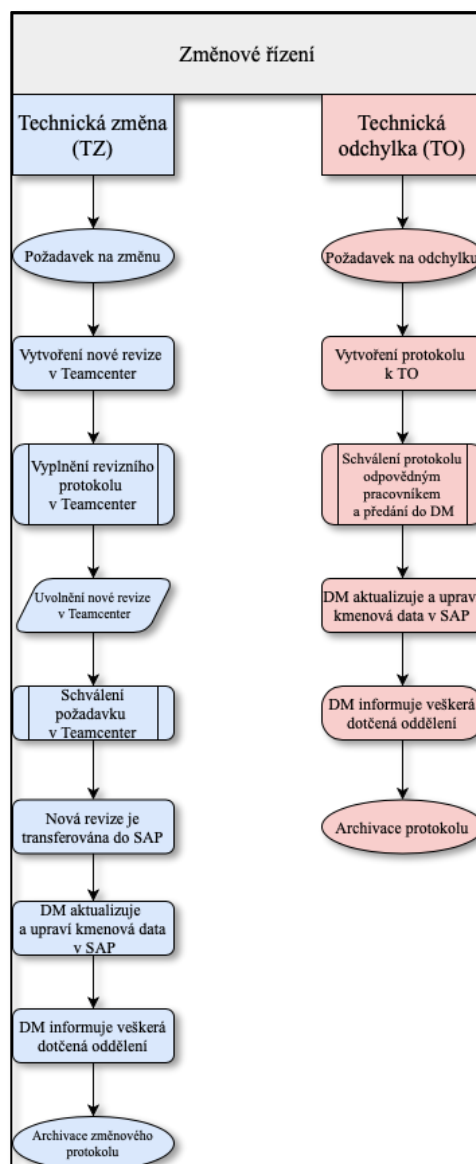 Změnové řízení
Technická změna
(TZ)
Požadavek na změnu
Vytvoření nové revize
v Teamcenter
Vyplnění revizního
protokolu
v Teamcenter
Uvolnění nové revize
v Teamcenter
Schválení
požadavku
v Teamcenter
Nová revize je
transferována do SAP
DM aktualizuje
a upraví kmenová data
v SAP
DM informuje veškerá
dotčená oddělení
Archivace změnového
protokolu
Technická
odchylka (TO)
Požadavek na odchylku
Vytvoření protokolu
k TO
Schválení protokolu
odpovědným
pracovníkem
a předání do DM
DM aktualizuje a upraví
kmenová data v SAP
DM informuje veškerá
dotčená oddělení
Archivace protokolu